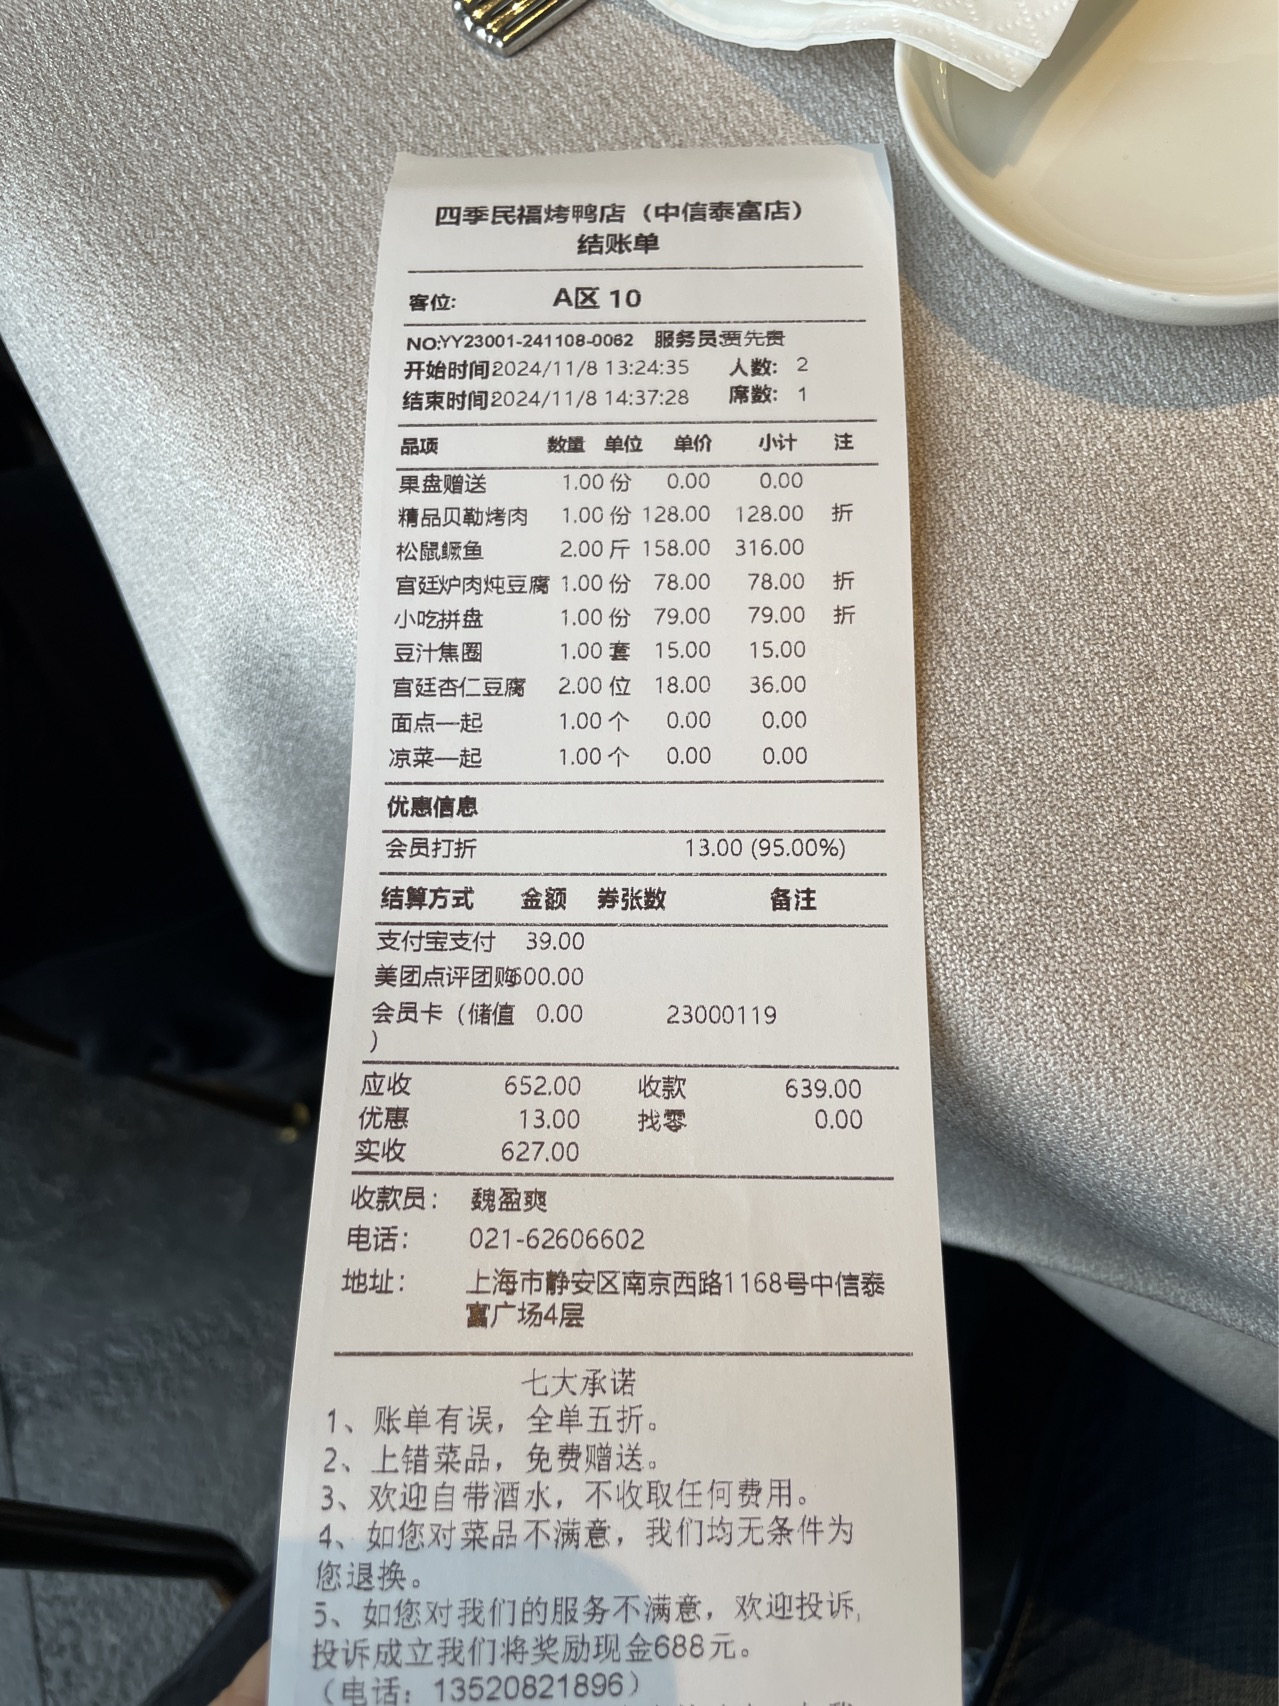 四季民福烤鸭店（中信泰富店）
结账单
客位: A区 10
NO:YY23001-241108-0062 服务员:贾先贵
开始时间2024/11/8 13:24:35 人数: 2
结束时间2024/11/8 14:37:28 席数: 1
品项 数量 单位 单价 小计 注
果盘赠送 1.00 份 0.00 0.00
精品贝勒烤肉 1.00 份 128.00 128.00 折
松鼠鳜鱼 2.00 斤 158.00 316.00
宫廷炉肉炖豆腐 1.00 份 78.00 78.00 折
小吃拼盘 1.00 份 79.00 79.00 折
豆汁焦圈 1.00 套 15.00 15.00
宫廷杏仁豆腐 2.00 位 18.00 36.00
面点一起 1.00 个 0.00 0.00
凉菜一起 1.00 个 0.00 0.00
优惠信息
会员打折 13.00 (95.00%)
结算方式 金额 券张数 备注
支付宝支付 39.00
美团点评团购600.00
会员卡（储值 0.00 23000119
）
应收 652.00 收款 639.00
优惠 13.00 找零 0.00
实收 627.00
收款员： 魏盈爽
电话： 021-62606602
地址： 上海市静安区南京西路1168号中信泰
富广场4层
七大承诺
1、账单有误，全单五折。
2、上错菜品，免费赠送。
3、欢迎自带酒水，不收取任何费用。
4、如您对菜品不满意，我们均无条件为
您退换。
5、如您对我们的服务不满意，欢迎投诉，
投诉成立我们将奖励现金688元。
（电话：13520821896）